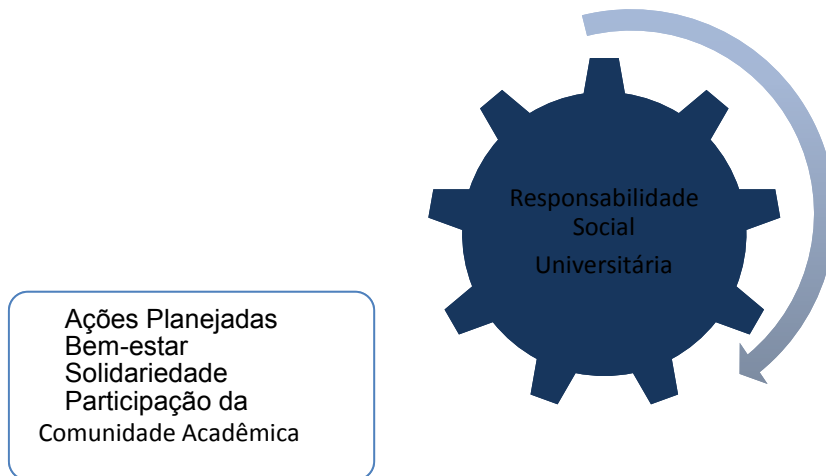 Responsabilidade
Social
Universitária
Ações Planejadas
Bem-estar
Solidariedade
Participação da
Comunidade Acadêmica